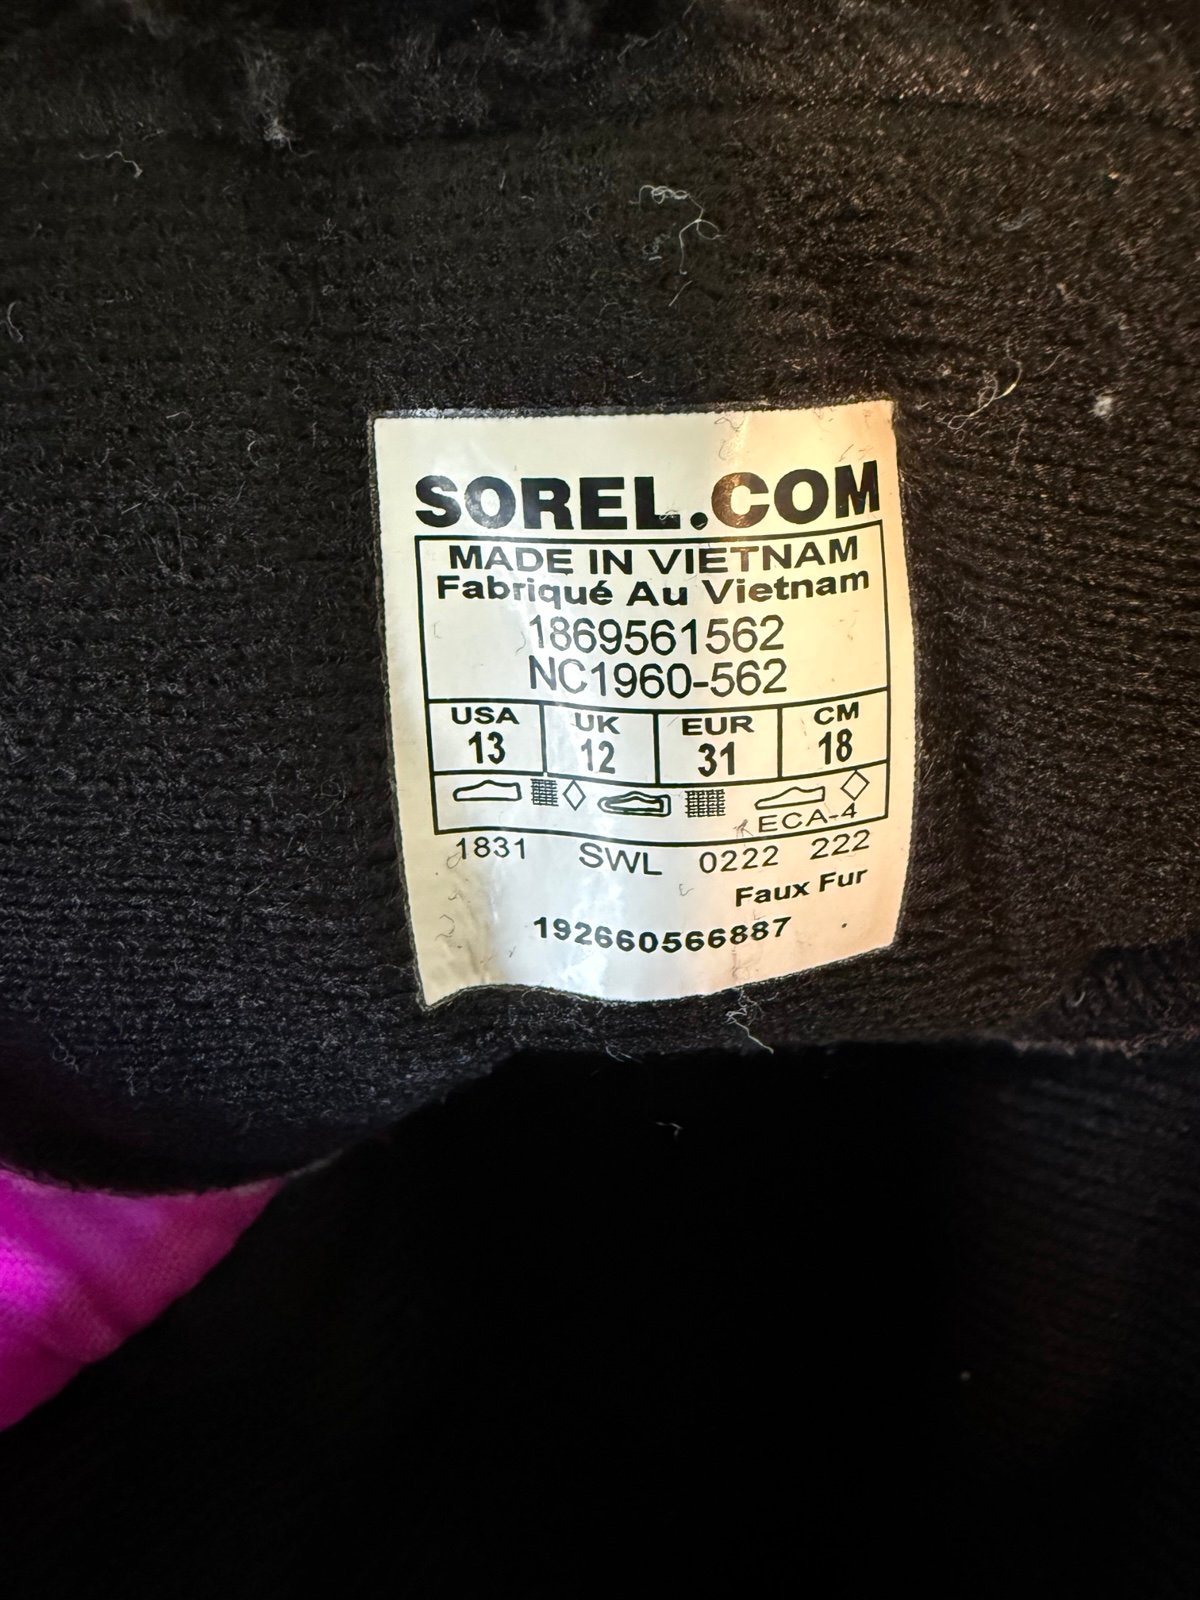 SOREL.COM
MADE IN VIETNAM
Fabriqué Au Vietnam
1869561562
NC1960-562
USA UK EUR CM
13 12 31 18
ECA-4
1831 SWL 0222 222
Faux Fur
192660566887